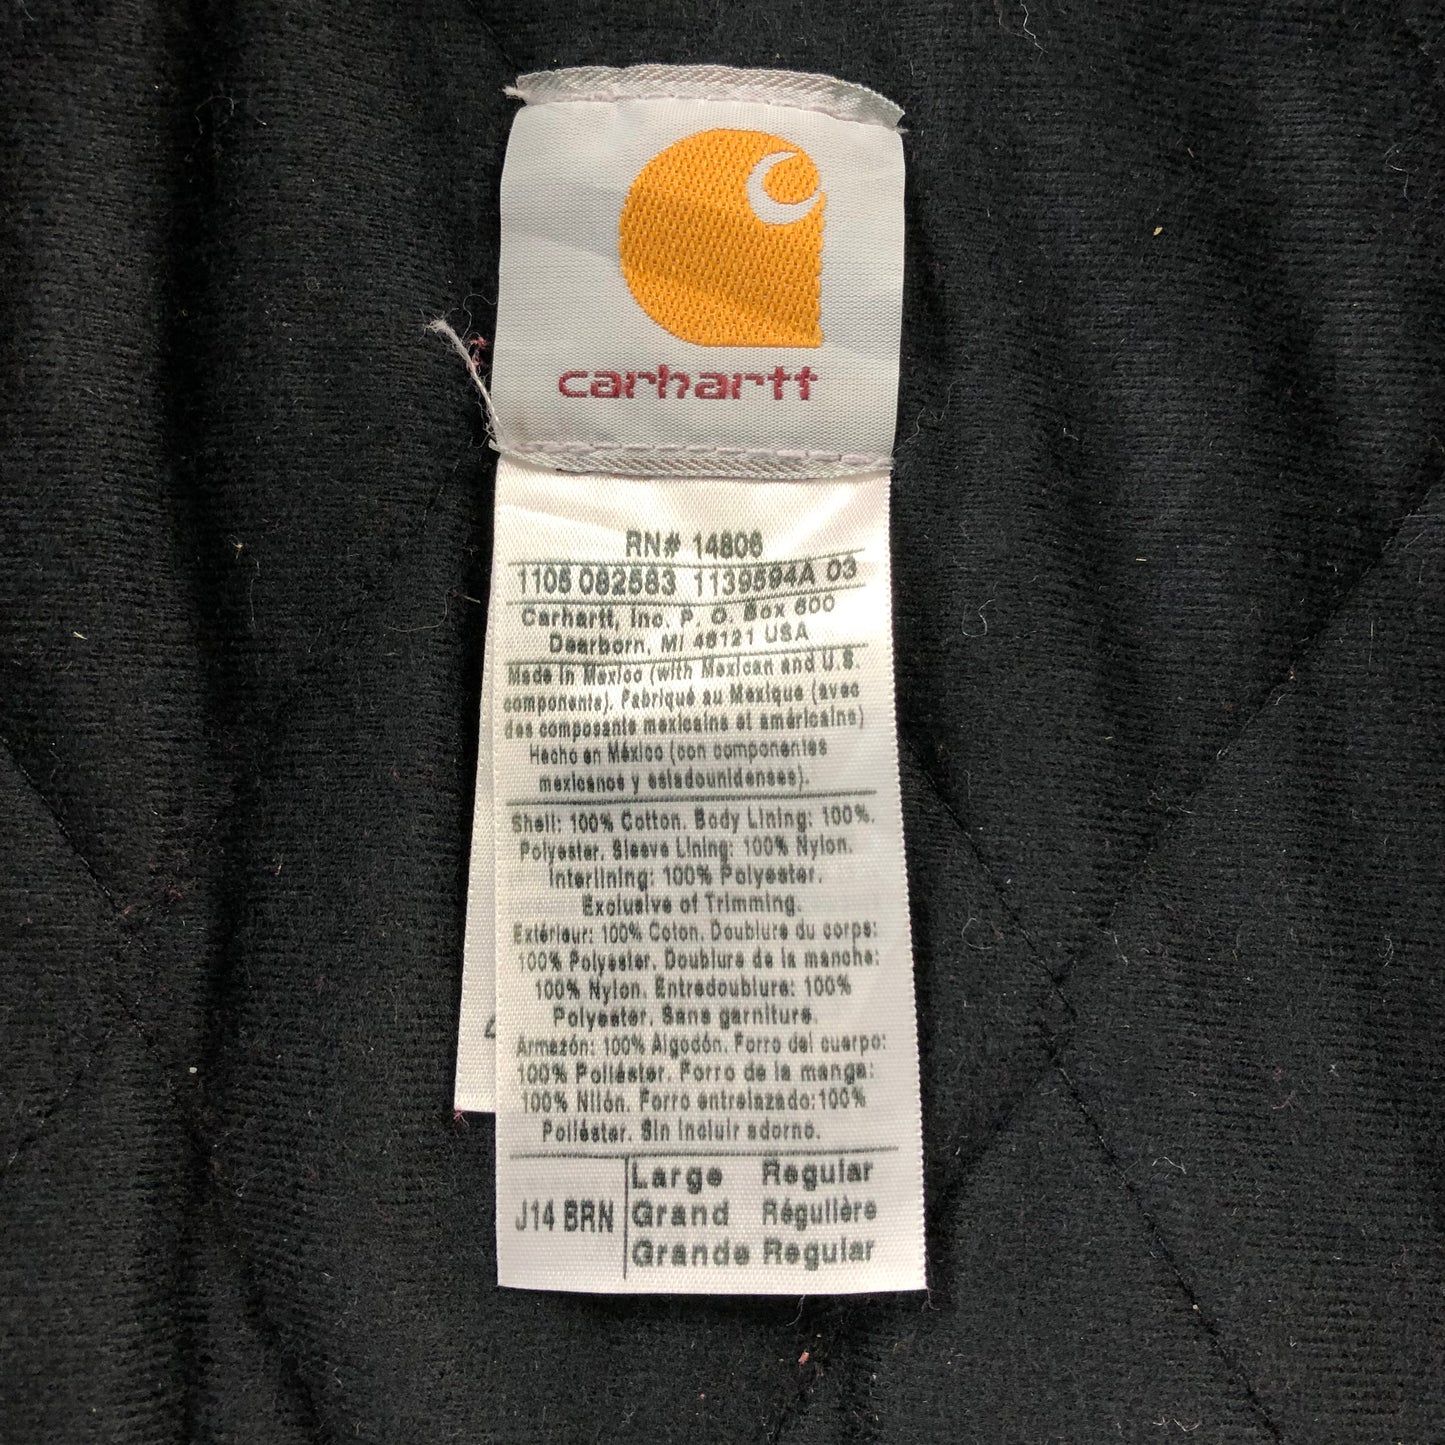 carhartt
RN# 14806
1105 082583 1139594A 03
Carhartt, Inc. P. O. Box 600
Dearborn, MI 48121 USA
Made in Mexico (with Mexican and U.S.
components). Fabriqué au Mexique (avec
des composants mexicains et américains)
Hecho en México (con componentes
mexicanos y estadounidenses).
Shell: 100% Cotton. Body Lining: 100%.
Polyester. Sleeve Lining: 100% Nylon.
Interlining: 100% Polyester.
Exclusive of Trimming.
Extérieur: 100% Coton. Doublure du corps:
100% Polyester. Doublure de la manche:
100% Nylon. Entredoublure: 100%
Polyester. Sans garniture.
Armazón: 100% Algodón. Forro del cuerpo:
100% Poliéster. Forro de la manga:
100% Nilón. Forro entrelazado:100%
Poliéster. Sin incluir adorno.
Large Regular
J14 BRN Grand Régulière
Grande Regular